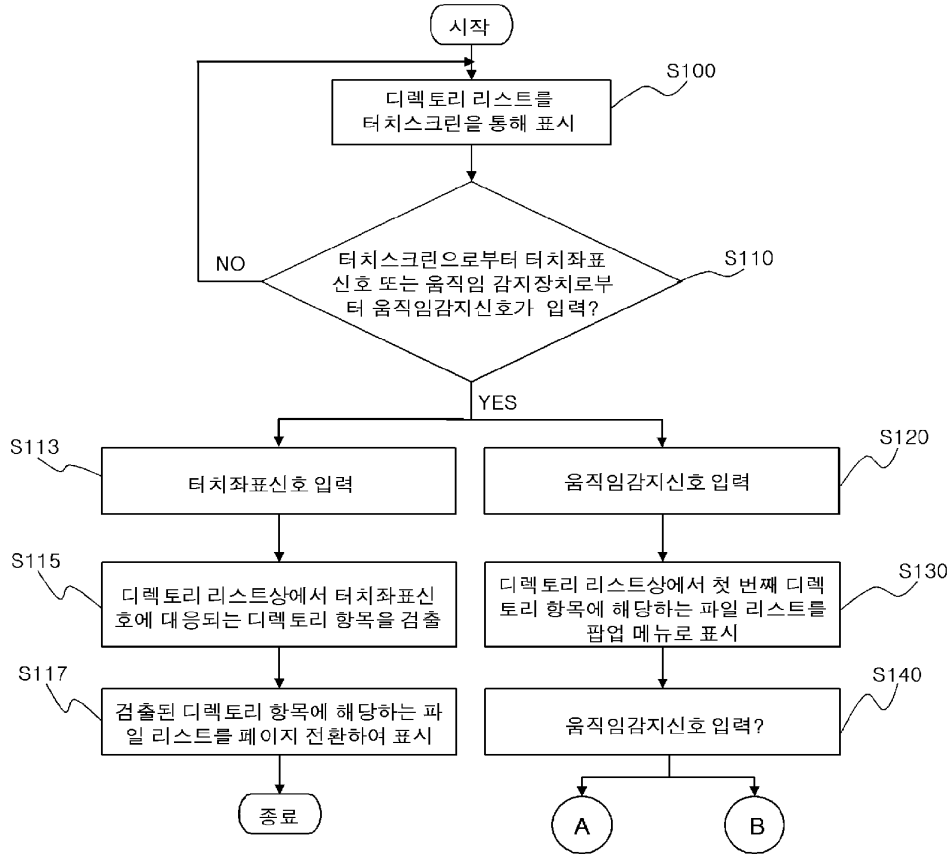 시작
S100
디렉토리 리스트를
터치스크린을 통해 표시
터치스크린으로부터 터치좌표
신호 또는 움직임 감지장치로부
터 움직임감지신호가 입력?
S110
NO
YES
S113
터치좌표신호 입력
S120
움직임감지신호 입력
S115
디렉토리 리스트상에서 터치좌표신
호에 대응되는 디렉토리 항목을 검출
S130
디렉토리 리스트상에서 첫 번째 디렉
토리 항목에 해당하는 파일 리스트를
팝업 메뉴로 표시
S117
검출된 디렉토리 항목에 해당하는 파
일 리스트를 페이지 전환하여 표시
S140
움직임감지신호 입력?
종료
A
B